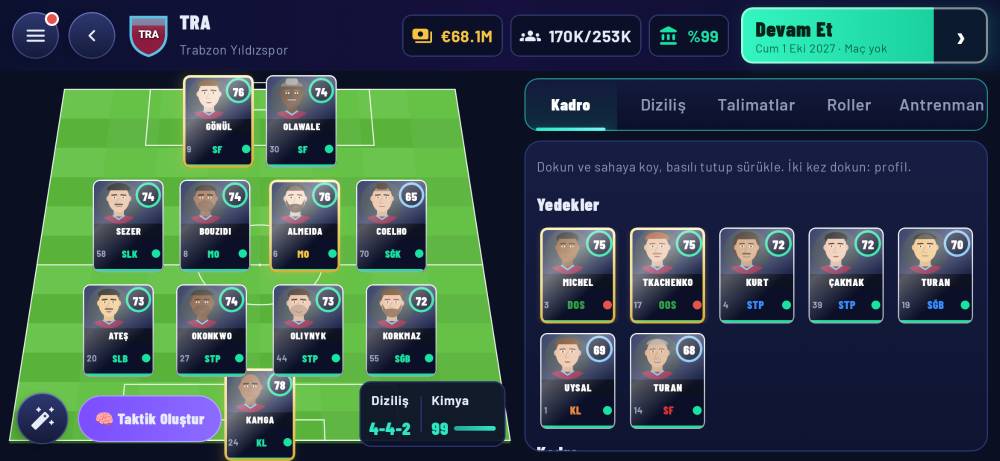 TRA
TRA
Trabzon Yıldızspor
€68.1M
170K/253K
%99
Devam Et
Cum 1 Eki 2027 · Maç yok
Kadro
Diziliş
Talimatlar
Roller
Antrenman
76
GÖNÜL
9 SF
74
OLAWALE
30 SF
74
SEZER
58 SLK
74
BOUZIDI
8 MO
76
ALMEIDA
6 MO
65
COELHO
70 SĞK
73
ATEŞ
20 SLB
74
OKONKWO
27 STP
73
OLIYNYK
44 STP
72
KORKMAZ
55 SĞB
78
KAMGA
24 KL
Taktik Oluştur
Diziliş
4-4-2
Kimya
99
Dokun ve sahaya koy, basılı tutup sürükle. İki kez dokun: profil.
Yedekler
75
MICHEL
3 DOS
75
TKACHENKO
17 OOS
72
KURT
4 STP
72
ÇAKMAK
39 STP
70
TURAN
19 SĞB
69
UYSAL
1 KL
68
TURAN
14 SF